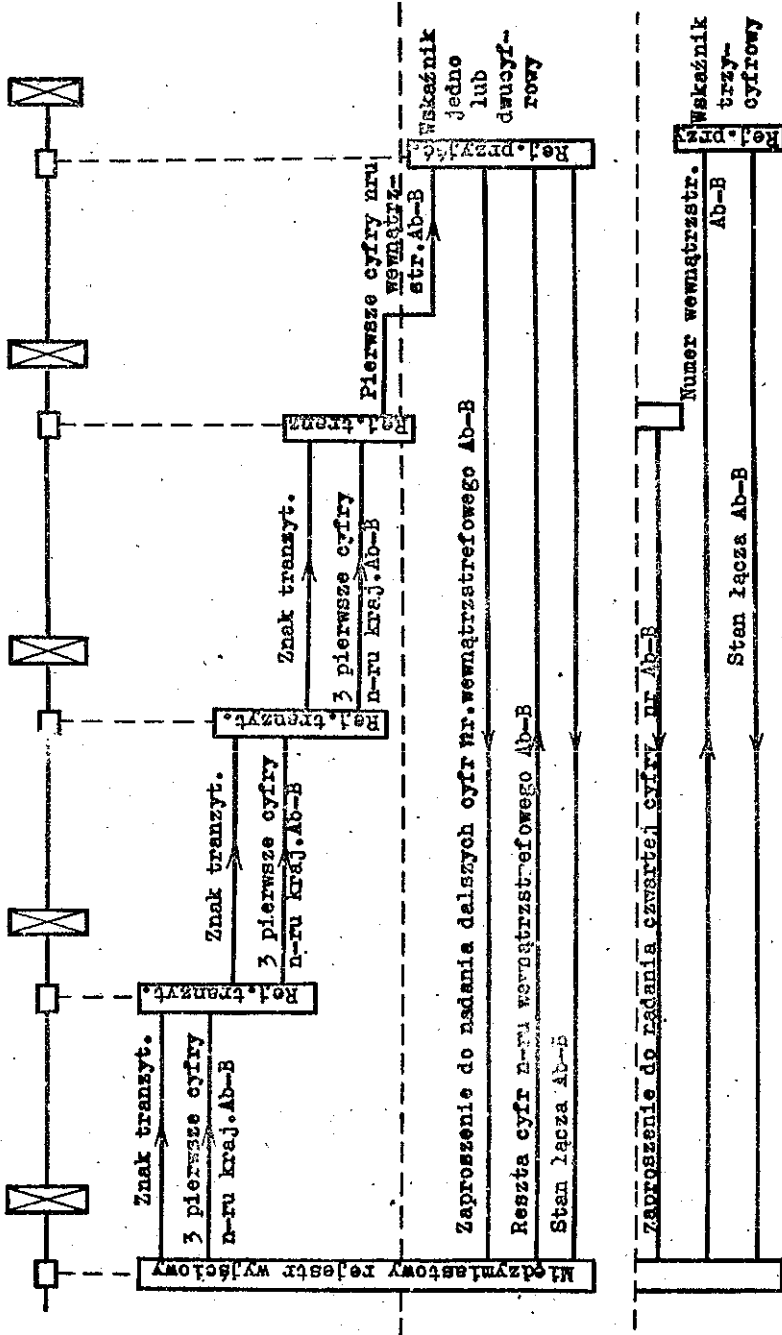 Znak tranzyt.
3 pierwsze cyfry
n-ru kraj.Ab-B
Międzymiastowy rejestr wyjściowy
Rej.tranzyt.
Znak tranzyt.
3 pierwsze cyfry
n-ru kraj.Ab-B
Rej.tranzyt.
Znak tranzyt.
3 pierwsze cyfry
n-ru kraj.Ab-B
Rej.tranz
Pierwsze cyfry nru
wewnątrz-
str.Ab-B
Rej.przyjść.
Wskaźnik
jedno
lub
dwucyf-
rowy
Zaproszenie do nadania dalszych cyfr nr.wewnątrzstrefowego Ab-B
Reszta cyfr n-ru wewnątrzstrefowego Ab-B
Stan łącza Ab-B
Zaproszenie do nadania czwartej cyfry nr Ab-B
Numer wewnątrzstr.
Ab-B
Stan łącza Ab-B
Rej.przyj
Wskaźnik
trzy-
cyfrowy